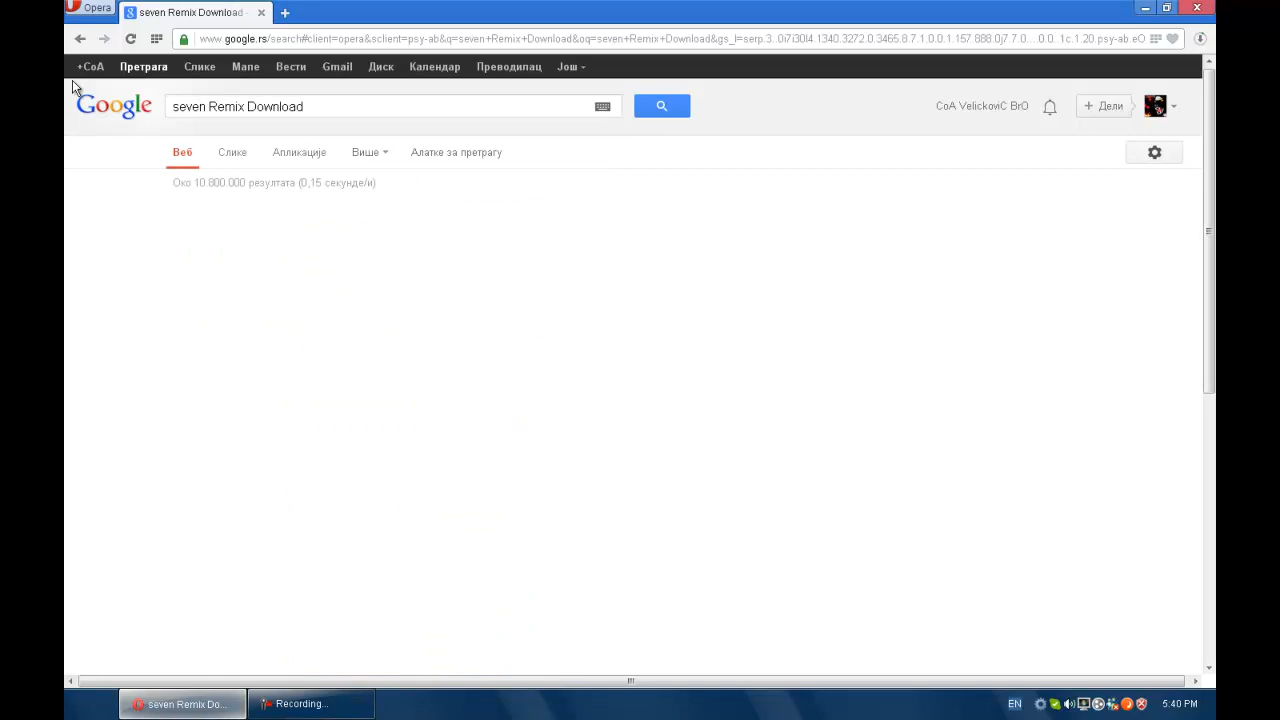 Opera
seven Remix Download -
www.google.rs/search#client=opera&sclient=psy-ab&q=seven+Remix+Download&oq=seven+Remix+Download&gs_l=serp.3..0i7i30l4.1340.3272.0.3465.8.7.1.0.0.1.157.888.0j7.7.0...0.0...1c.1.20.psy-ab.eO
+CoA Претрага Слике Мапе Вести Gmail Диск Календар Преводилац Још
Google seven Remix Download CoA VelickoviC BrO + Дели
Веб Слике Апликације Више Алатке за претрагу
Око 10.800.000 резултата (0,15 секунде/и)
seven Remix Do... Recording... EN 5:40 PM